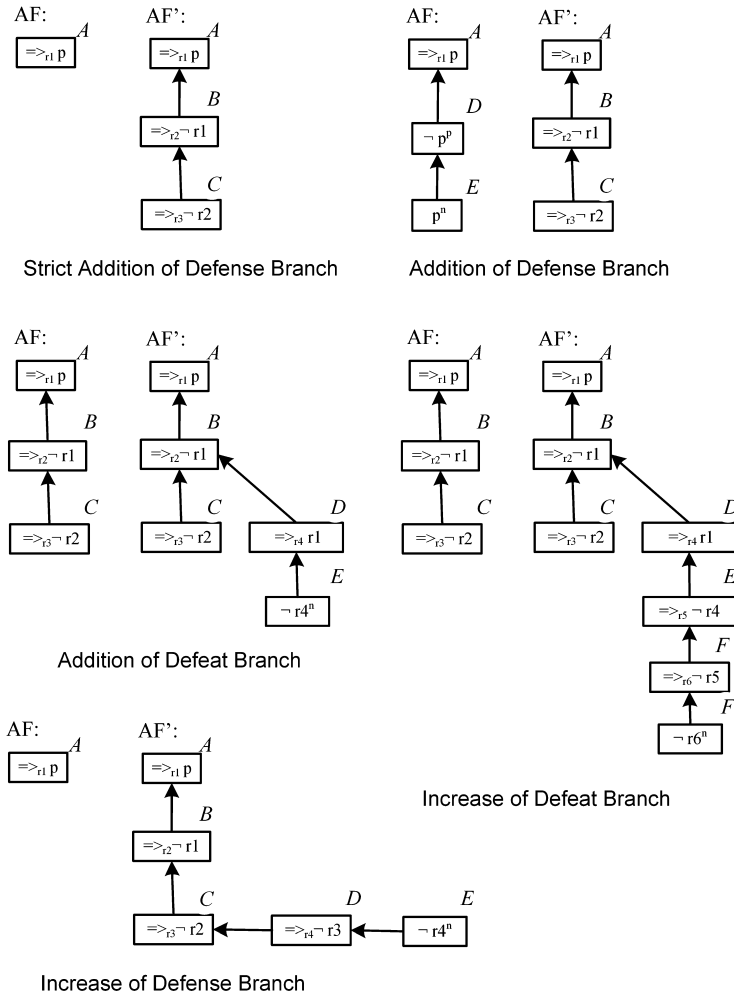 AF:
A
=>r1 p
AF’:
A
=>r1 p
B
=>r2¬ r1
C
=>r3¬ r2
Strict Addition of Defense Branch
AF:
A
=>r1 p
D
¬ pᵖ
E
pⁿ
AF’:
A
=>r1 p
B
=>r2¬ r1
C
=>r3¬ r2
Addition of Defense Branch
AF:
A
=>r1 p
B
=>r2¬ r1
C
=>r3¬ r2
AF’:
A
=>r1 p
B
=>r2¬ r1
C
=>r3¬ r2
D
=>r4 r1
E
¬ r4ⁿ
Addition of Defeat Branch
AF:
A
=>r1 p
B
=>r2¬ r1
C
=>r3¬ r2
AF’:
A
=>r1 p
B
=>r2¬ r1
C
=>r3¬ r2
D
=>r4 r1
E
=>r5 ¬ r4
F
=>r6¬ r5
F
¬ r6ⁿ
Increase of Defeat Branch
AF:
A
=>r1 p
AF’:
A
=>r1 p
B
=>r2¬ r1
C
=>r3¬ r2
D
=>r4¬ r3
E
¬ r4ⁿ
Increase of Defense Branch